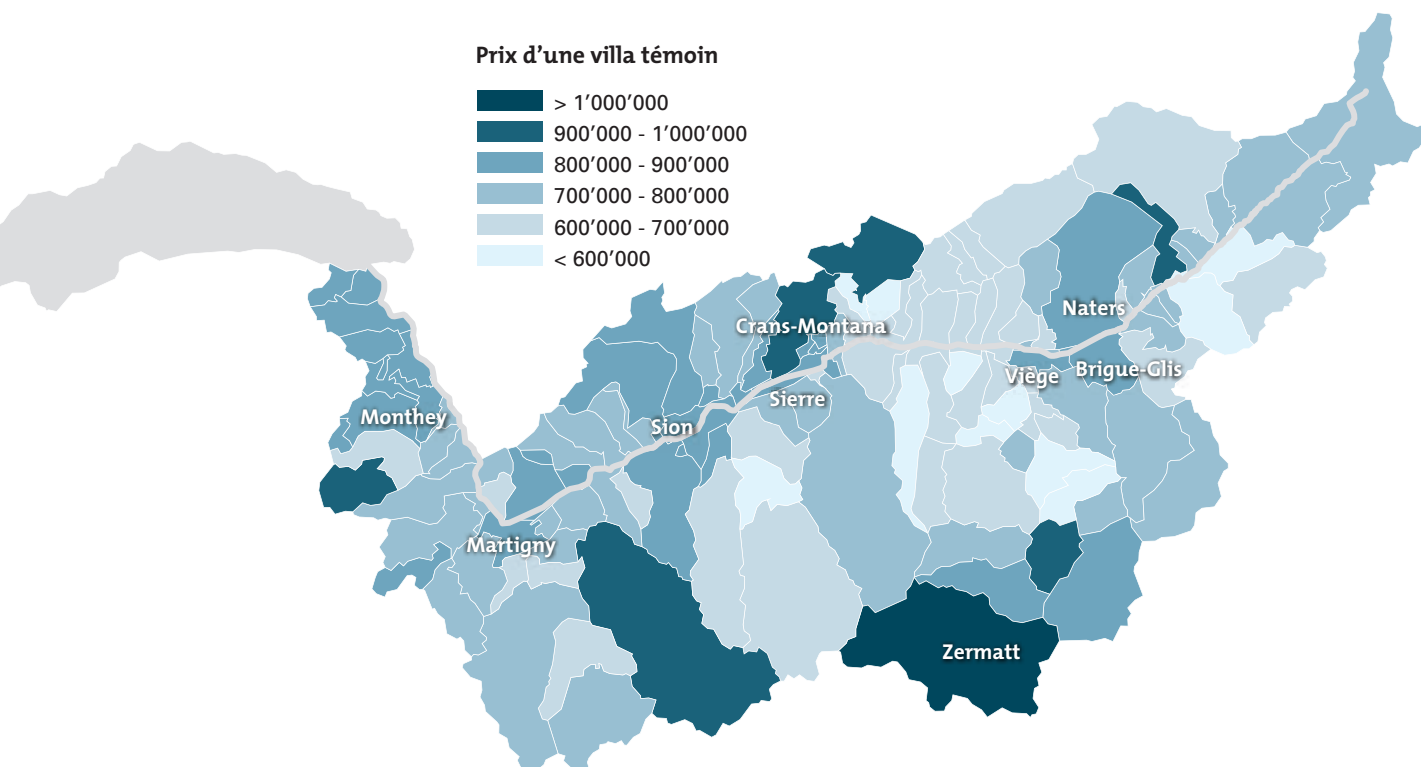 Prix d’une villa témoin
> 1’000’000
900’000 - 1’000’000
800’000 - 900’000
700’000 - 800’000
600’000 - 700’000
< 600’000
Naters
Crans-Montana
Viège
Brigue-Glis
Sierre
Monthey
Sion
Martigny
Zermatt